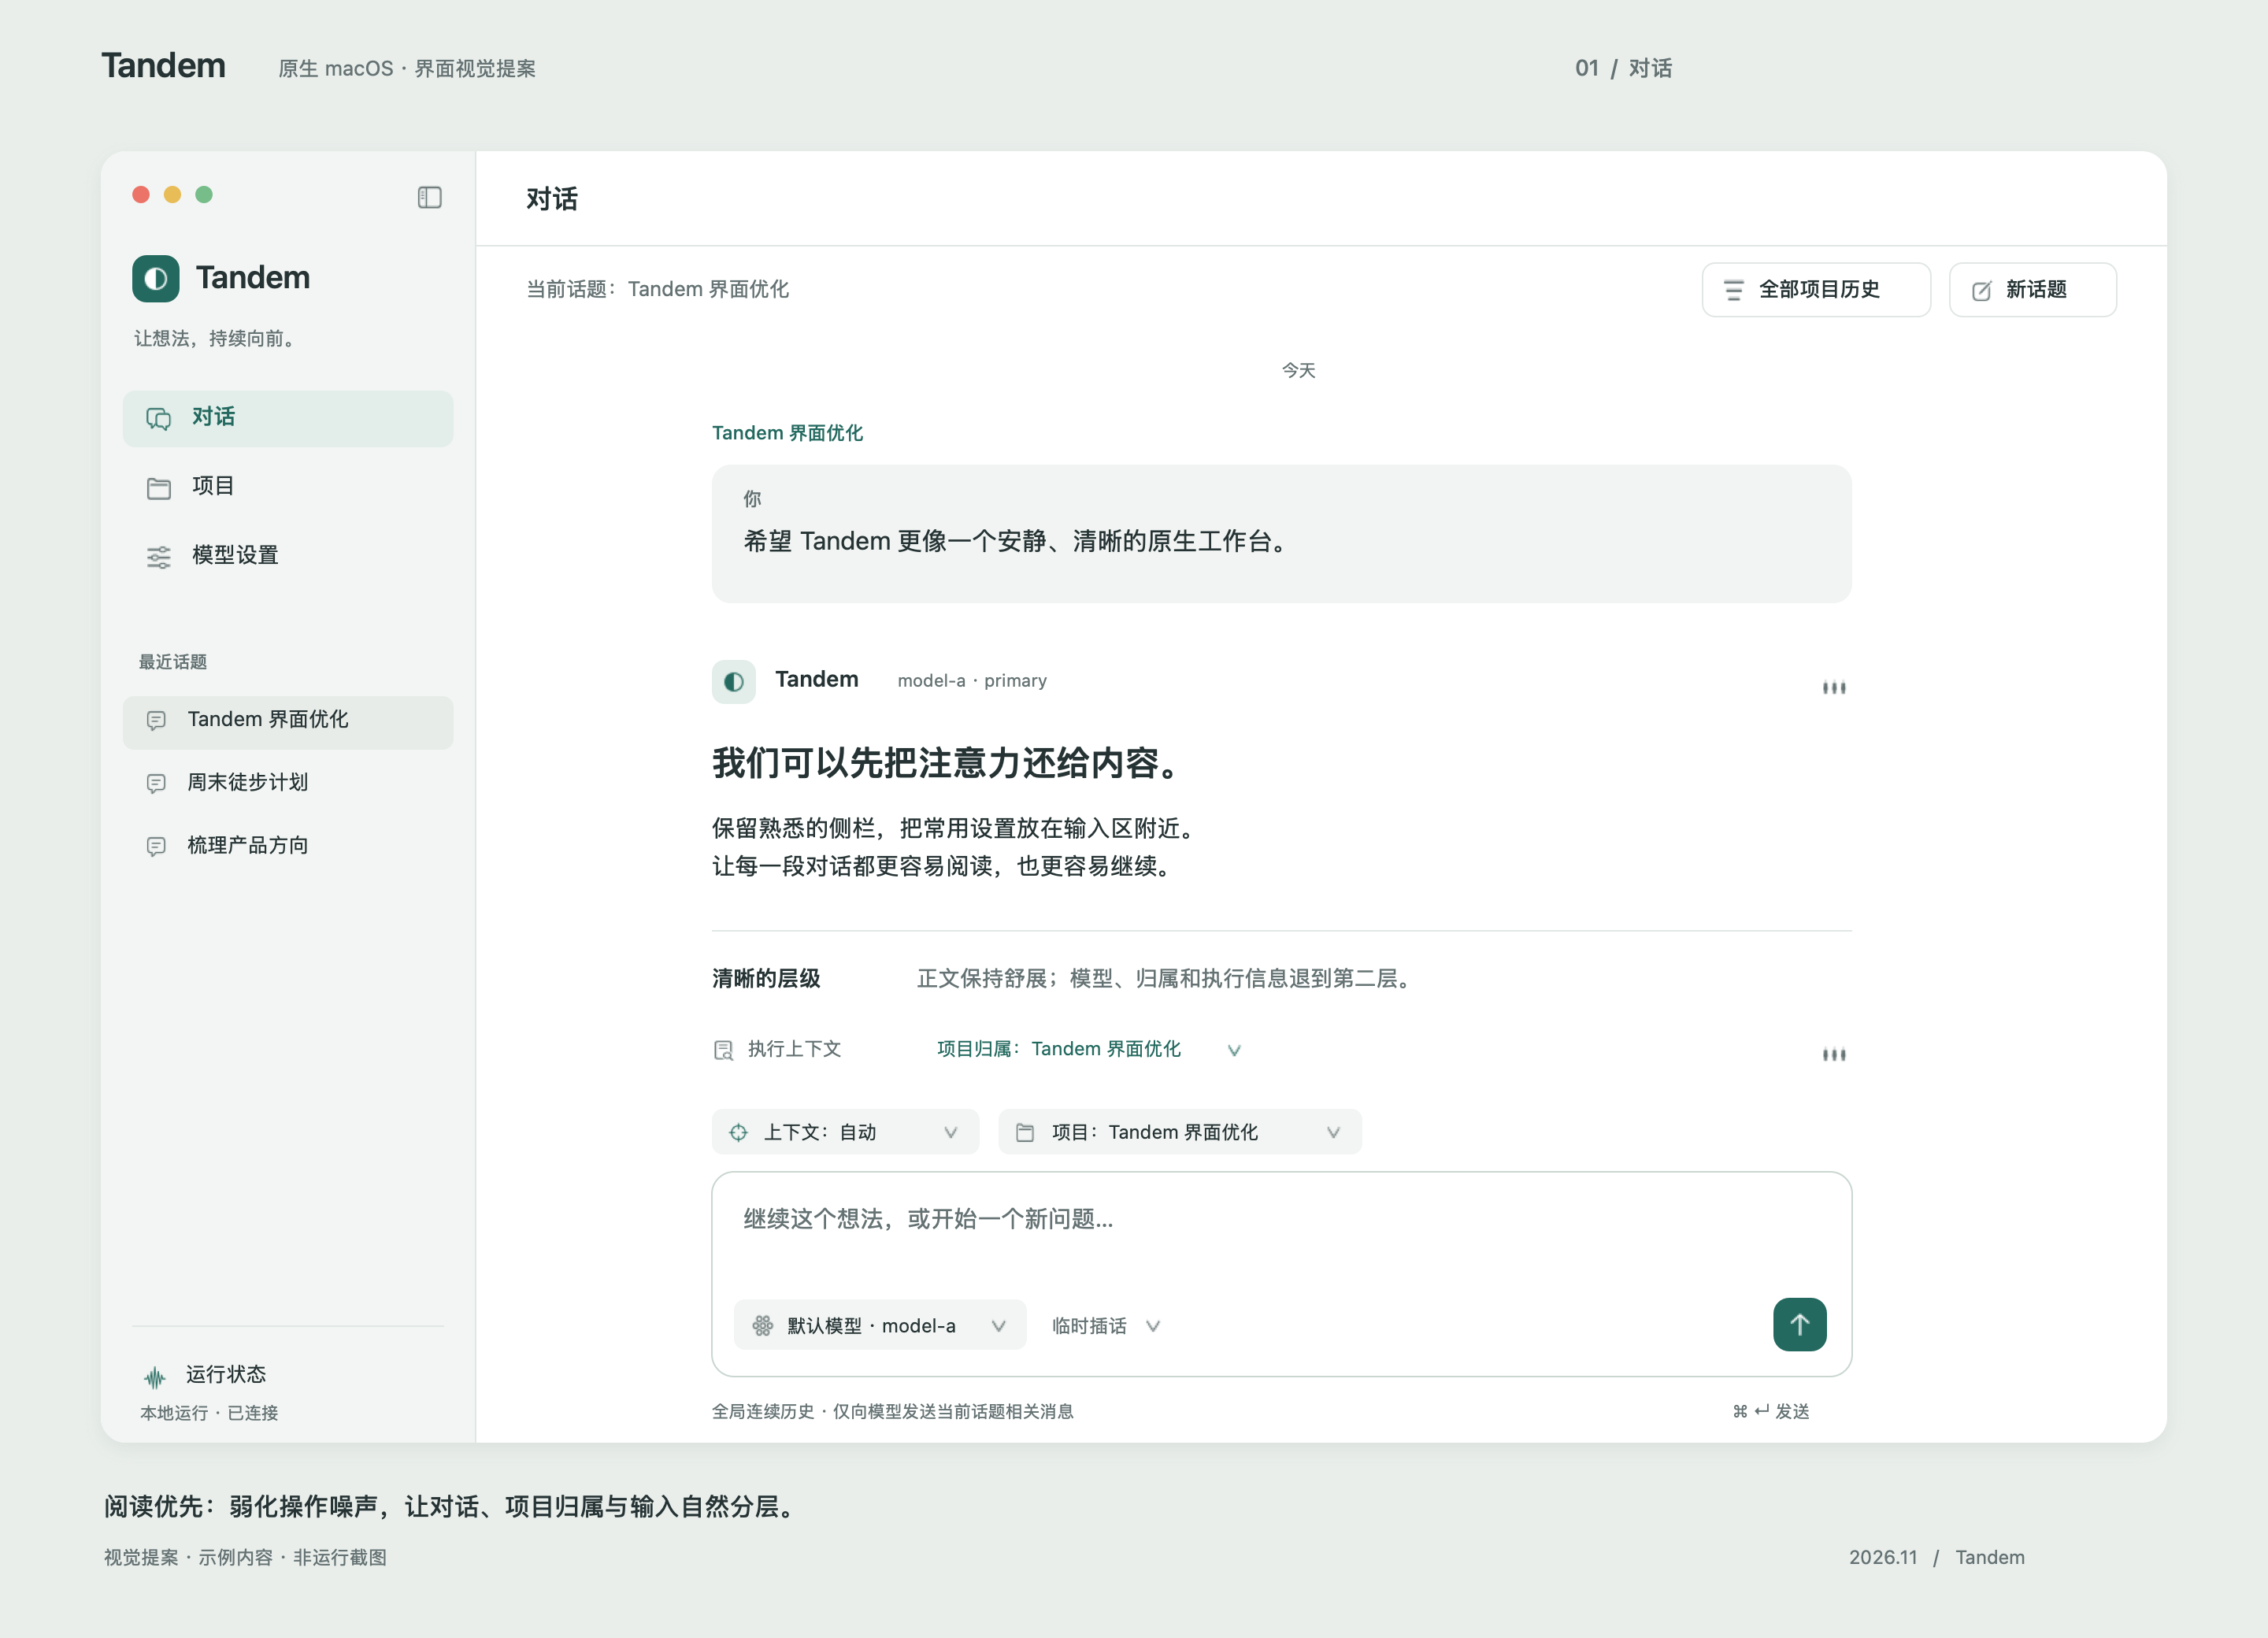 Tandem
原生 macOS · 界面视觉提案
01 / 对话
Tandem
让想法，持续向前。
对话
项目
模型设置
最近话题
Tandem 界面优化
周末徒步计划
梳理产品方向
运行状态
本地运行 · 已连接
对话
当前话题：Tandem 界面优化
全部项目历史
新话题
今天
Tandem 界面优化
你
希望 Tandem 更像一个安静、清晰的原生工作台。
Tandem
model-a · primary
我们可以先把注意力还给内容。
保留熟悉的侧栏，把常用设置放在输入区附近。
让每一段对话都更容易阅读，也更容易继续。
清晰的层级
正文保持舒展；模型、归属和执行信息退到第二层。
执行上下文
项目归属：Tandem 界面优化
上下文：自动
项目：Tandem 界面优化
继续这个想法，或开始一个新问题...
默认模型 · model-a
临时插话
全局连续历史 · 仅向模型发送当前话题相关消息
⌘ ↵ 发送
阅读优先：弱化操作噪声，让对话、项目归属与输入自然分层。
视觉提案 · 示例内容 · 非运行截图
2026.11 / Tandem